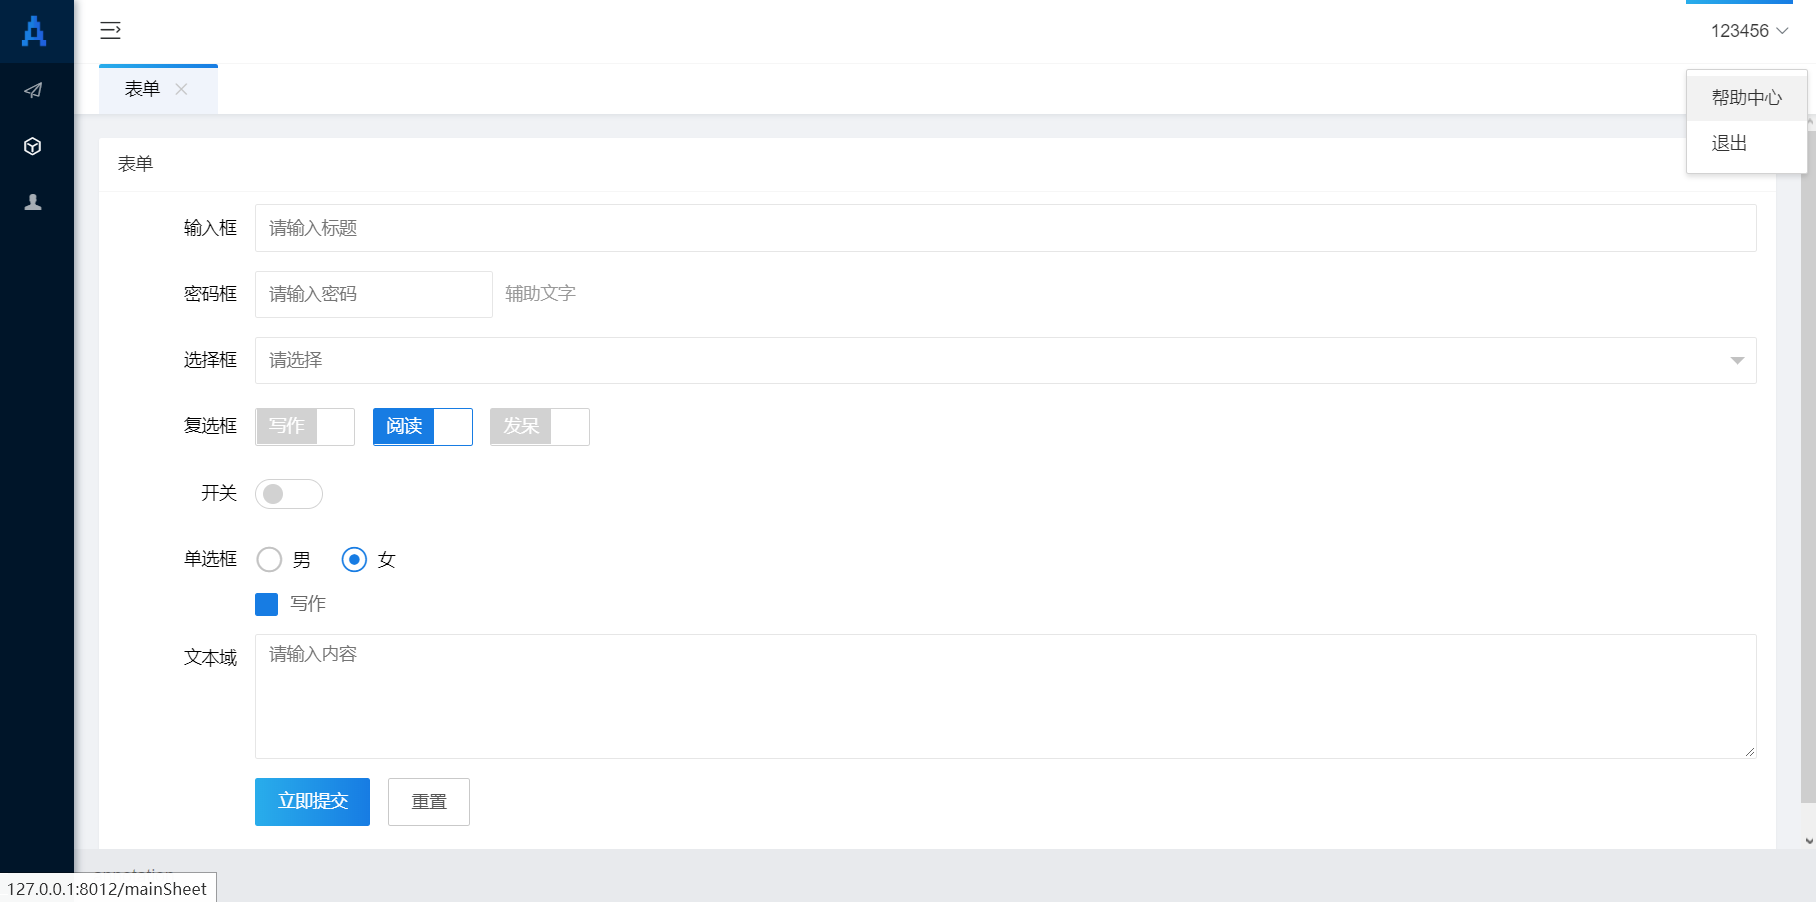 123456
表单
帮助中心
退出
表单
输入框 请输入标题
密码框 请输入密码 辅助文字
选择框 请选择
复选框 写作 阅读 发呆
开关
单选框 男 女
写作
文本域 请输入内容
立即提交 重置
annotation
127.0.0.1:8012/mainSheet